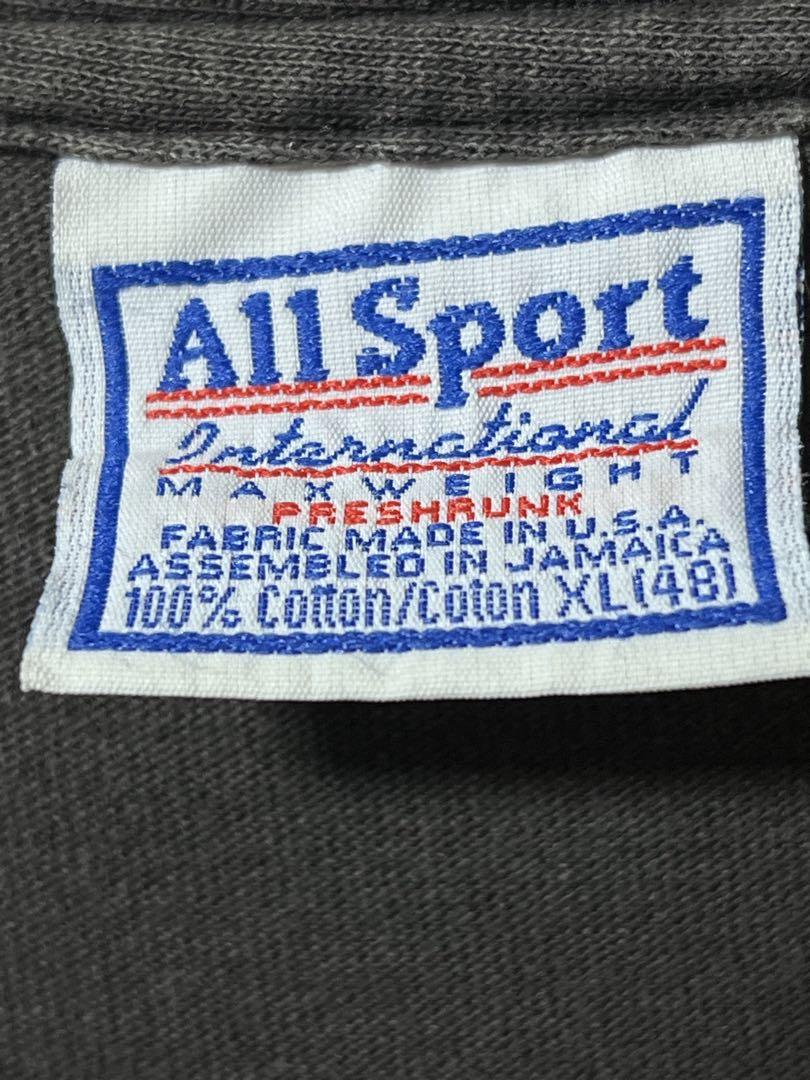 All Sport
International
MAXWEIGHT
PRESHRUNK
FABRIC MADE IN U.S.A.
ASSEMBLED IN JAMAICA
100% Cotton/Coton XL(48)